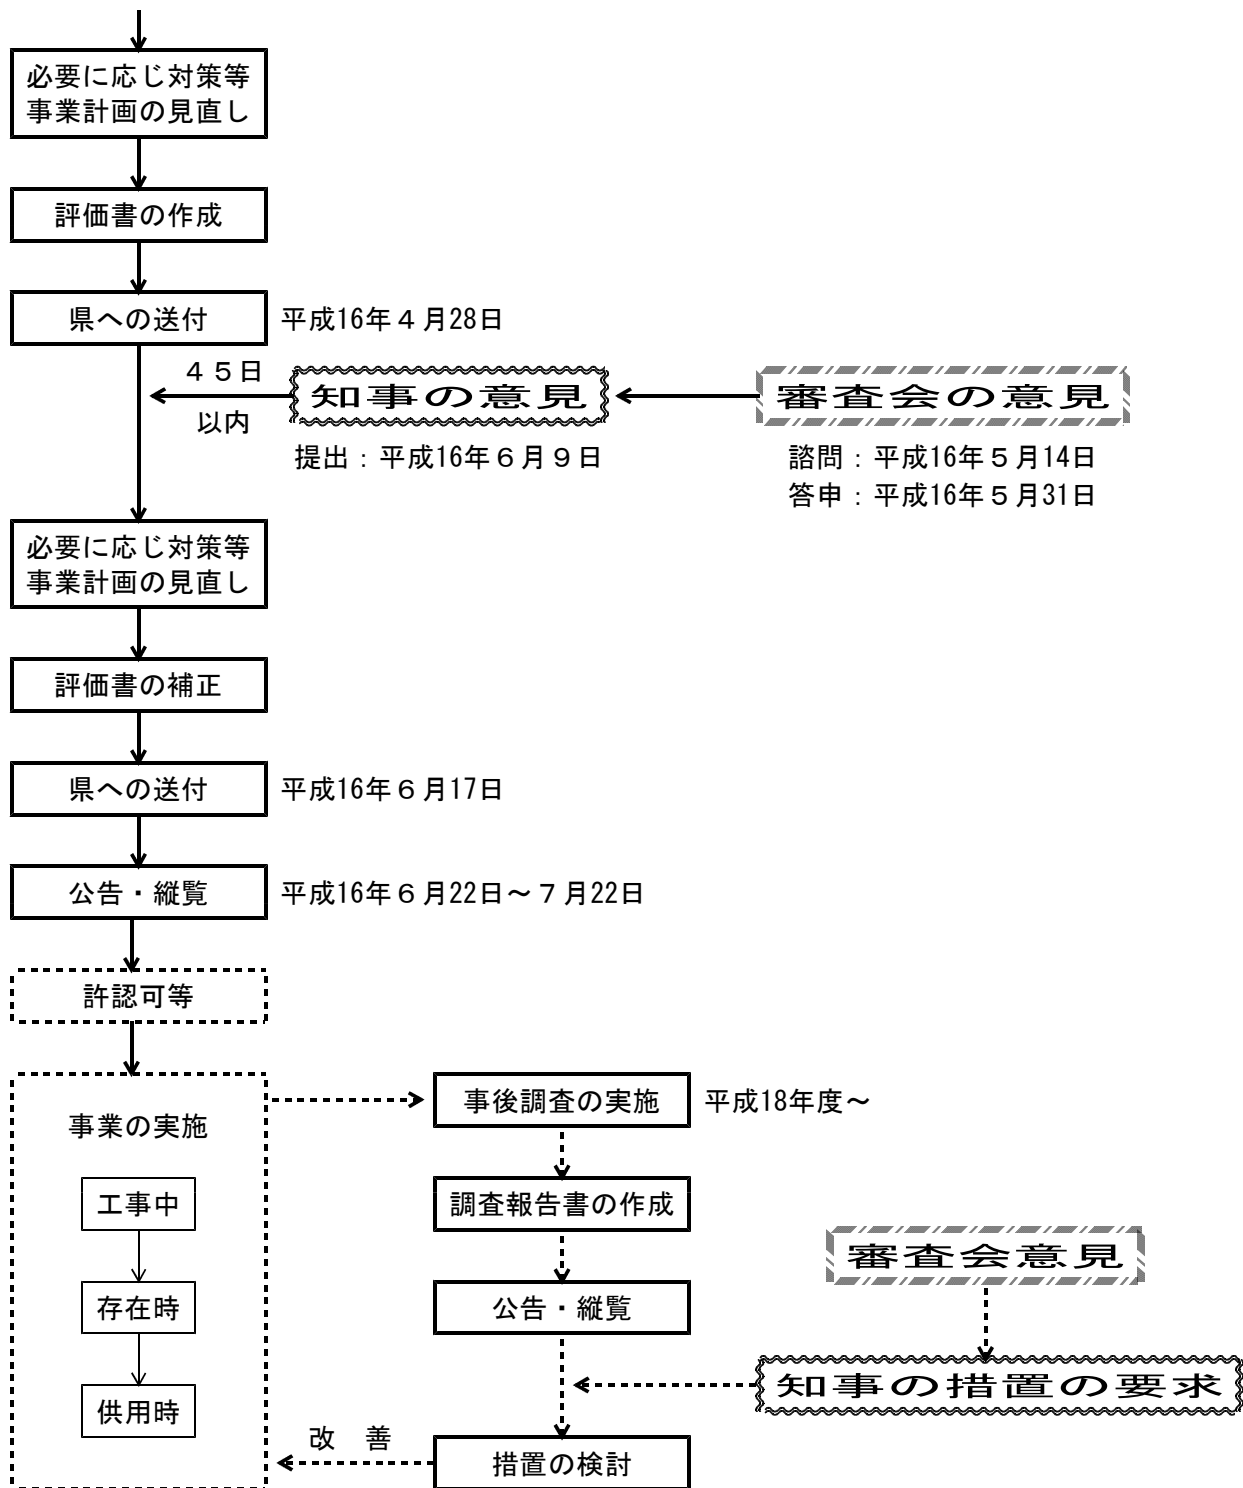 必要に応じ対策等
事業計画の見直し
評価書の作成
県への送付
平成16年４月28日
４５日
以内
知事の意見
審査会の意見
提出：平成16年６月９日
諮問：平成16年５月14日
答申：平成16年５月31日
必要に応じ対策等
事業計画の見直し
評価書の補正
県への送付
平成16年６月17日
公告・縦覧
平成16年６月22日～７月22日
許認可等
事業の実施
工事中
存在時
供用時
事後調査の実施
平成18年度～
調査報告書の作成
公告・縦覧
審査会意見
知事の措置の要求
改　善
措置の検討